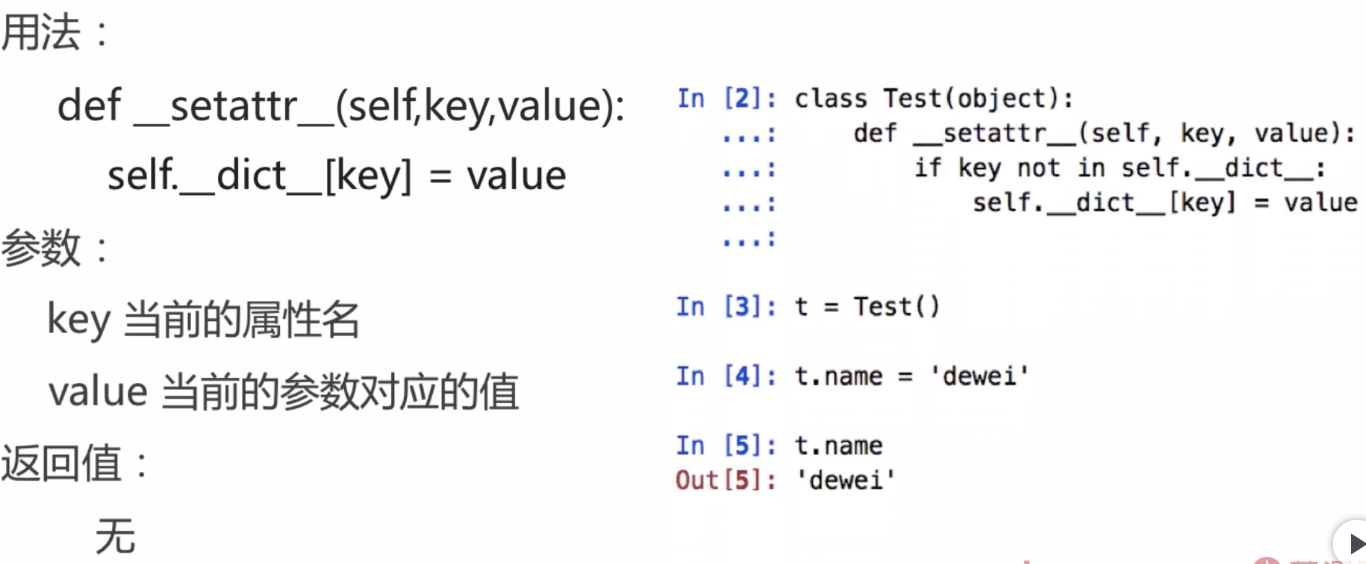 用法：
def __setattr__(self,key,value):
self.__dict__[key] = value
参数：
key 当前的属性名
value 当前的参数对应的值
返回值：
无
In [2]: class Test(object):
...: def __setattr__(self, key, value):
...: if key not in self.__dict__:
...: self.__dict__[key] = value
...:
In [3]: t = Test()
In [4]: t.name = 'dewei'
In [5]: t.name
Out[5]: 'dewei'